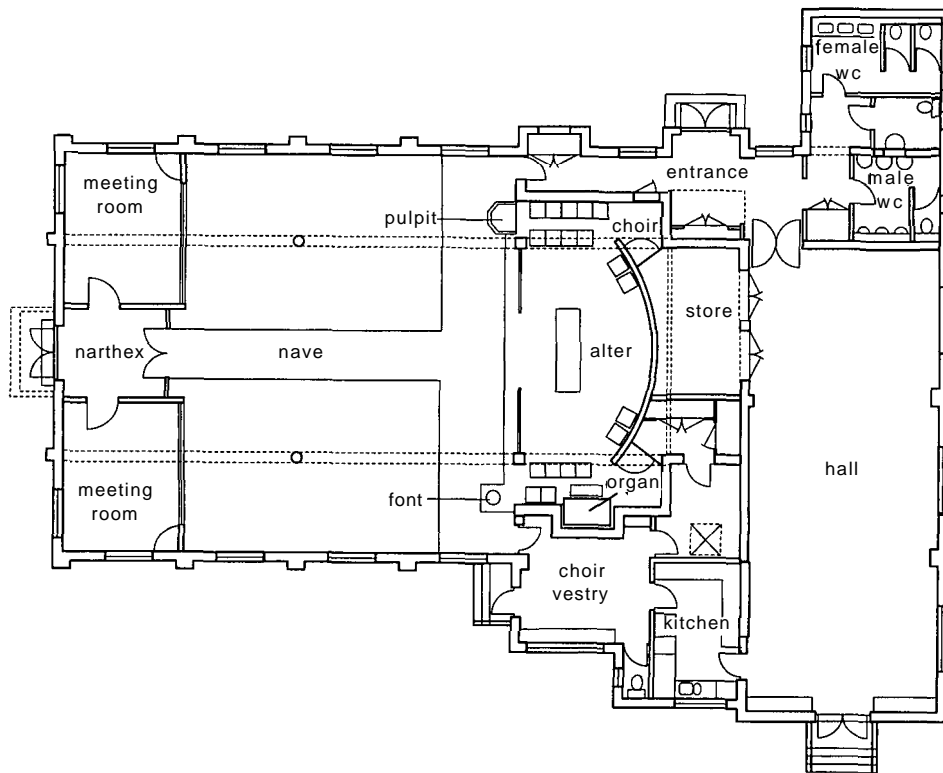 female
wc
meeting
room
entrance
male
wc
pulpit
choir
store
narthex
nave
alter
hall
meeting
room
font
organ
choir
vestry
kitchen